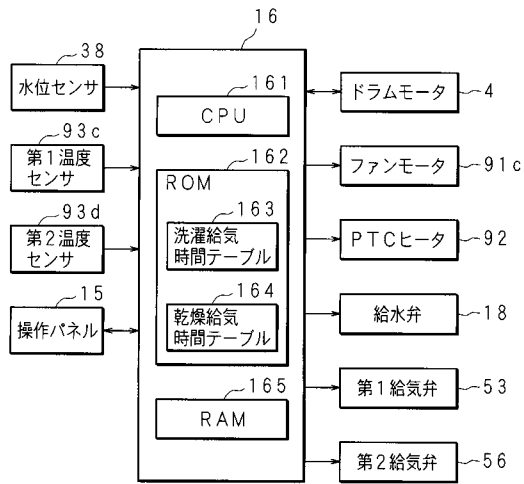 16
38
水位センサ
93c
第1温度
センサ
93d
第2温度
センサ
15
操作パネル
161
CPU
162
ROM
163
洗濯給気
時間テーブル
164
乾燥給気
時間テーブル
165
RAM
ドラムモータ 4
ファンモータ 91c
PTCヒータ 92
給水弁 18
第1給気弁 53
第2給気弁 56